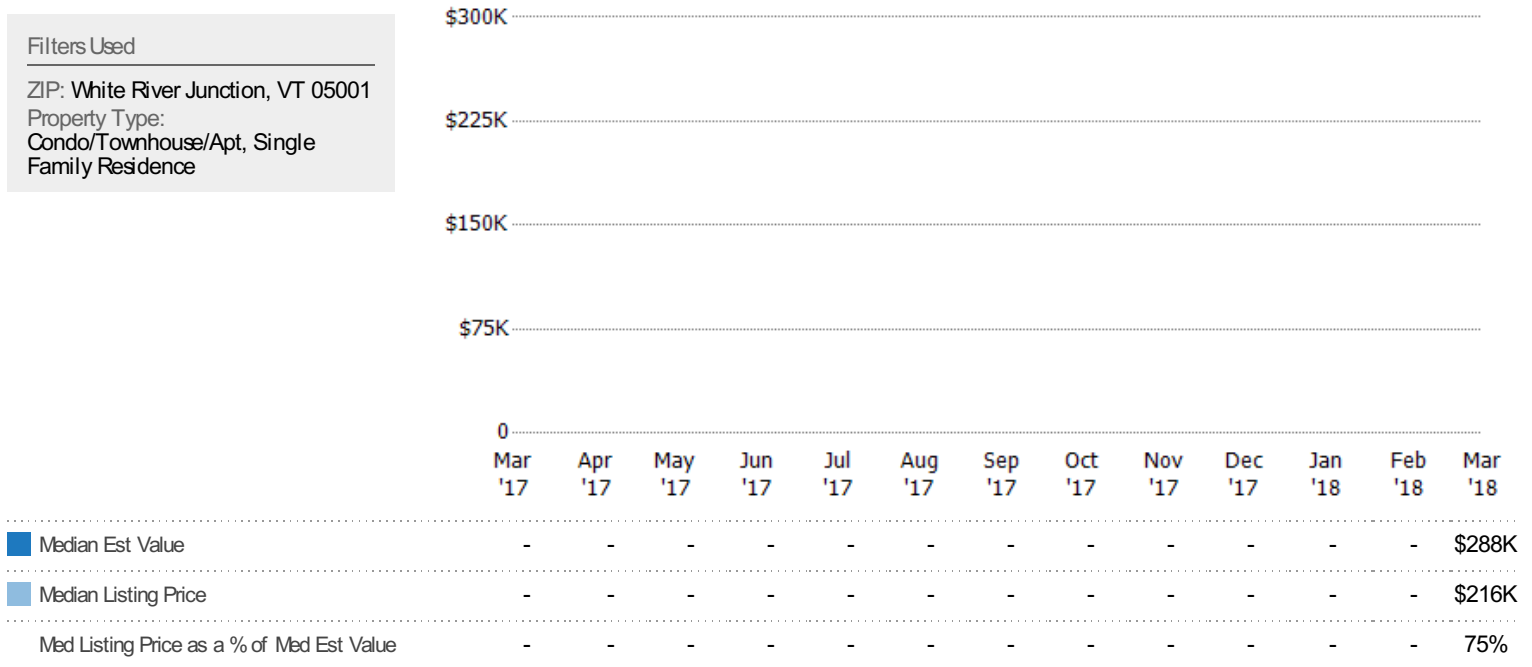 Filters Used
ZIP: White River Junction, VT 05001
Property Type:
Condo/Townhouse/Apt, Single
Family Residence
$300K
$225K
$150K
$75K
0
Mar Apr May Jun Jul Aug Sep Oct Nov Dec Jan Feb Mar
'17 '17 '17 '17 '17 '17 '17 '17 '17 '17 '18 '18 '18
Median Est Value - - - - - - - - - - - - $288K
Median Listing Price - - - - - - - - - - - - $216K
Med Listing Price as a % of Med Est Value - - - - - - - - - - - - 75%